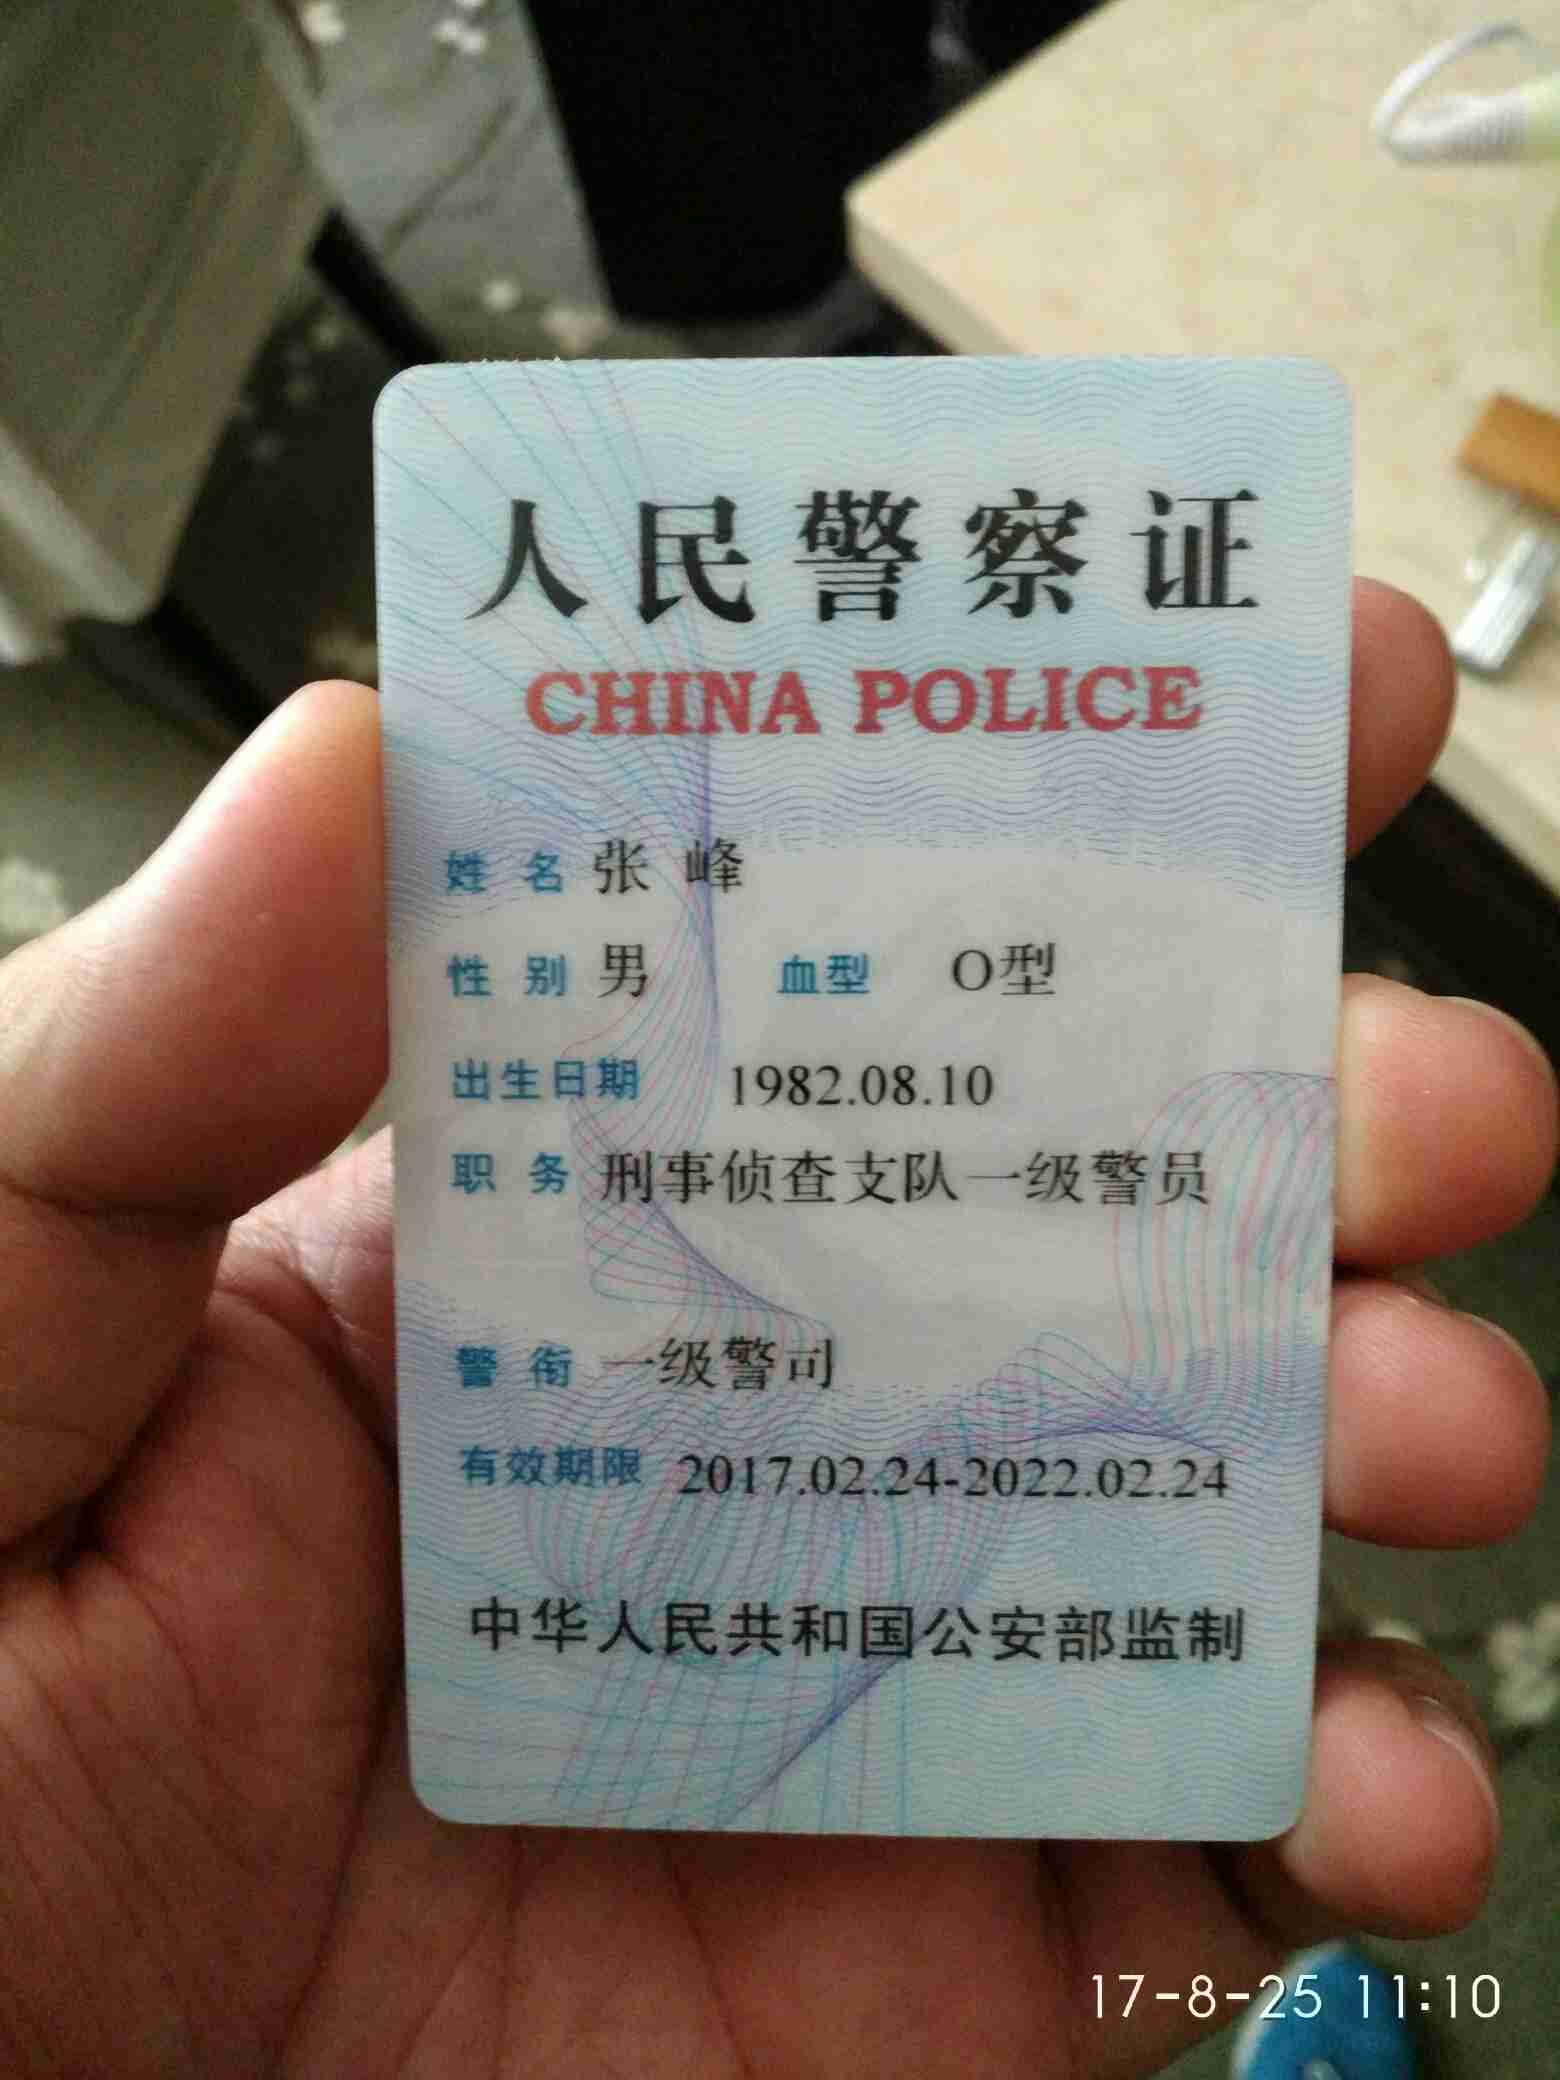 人民警察证
CHINA POLICE
姓 名 张 峰
性 别 男 血型 O型
出生日期 1982.08.10
职 务 刑事侦查支队一级警员
警 衔 一级警司
有效期限 2017.02.24-2022.02.24
中华人民共和国公安部监制
17-8-25 11:10